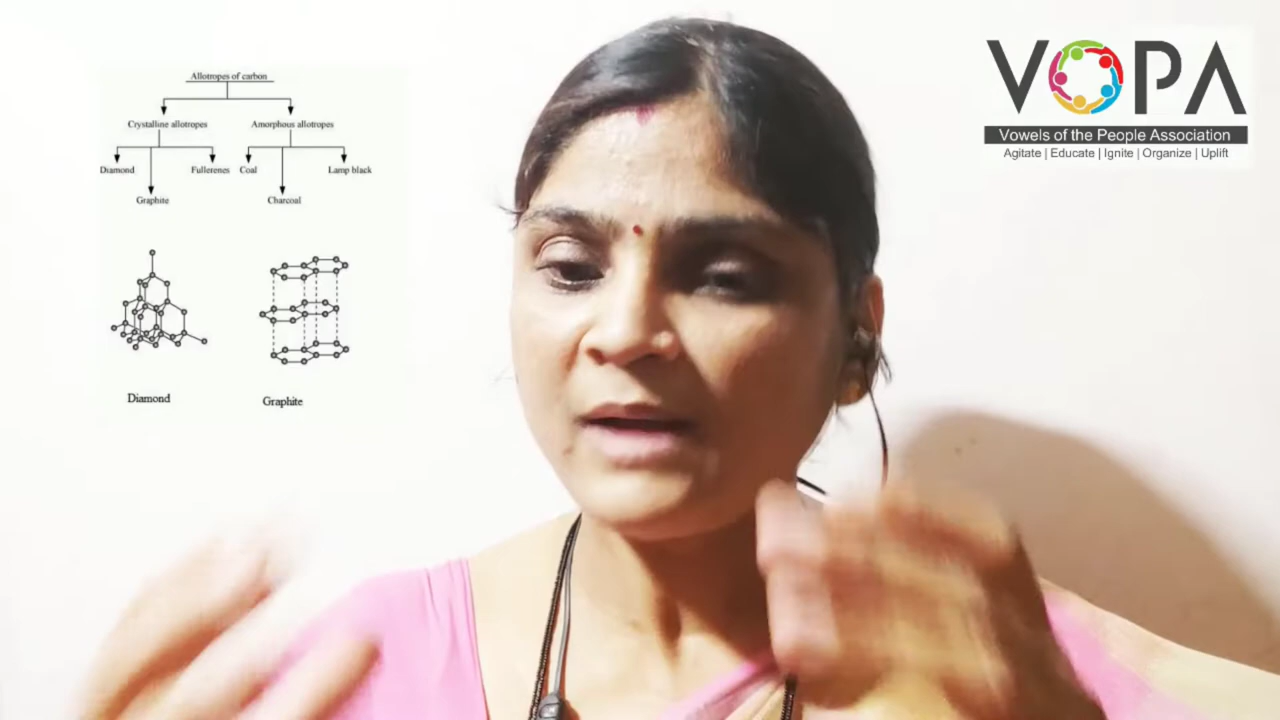 Allotropes of carbon
Crystalline allotropes Amorphous allotropes
Diamond Fullerenes Coal Lamp black
Graphite Charcoal
Diamond Graphite
VOPA
Vowels of the People Association
Agitate | Educate | Ignite | Organize | Uplift